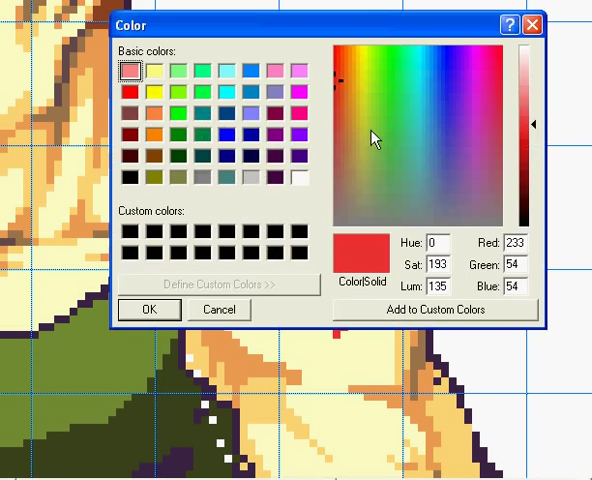 Color
Basic colors:
Custom colors:
Define Custom Colors >>
OK Cancel
Color|Solid
Hue: 0 Red: 233
Sat: 193 Green: 54
Lum: 135 Blue: 54
Add to Custom Colors